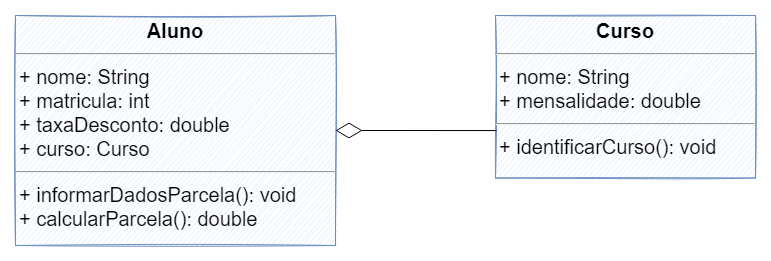 Aluno
+ nome: String
+ matricula: int
+ taxaDesconto: double
+ curso: Curso
+ informarDadosParcela(): void
+ calcularParcela(): double
Curso
+ nome: String
+ mensalidade: double
+ identificarCurso(): void